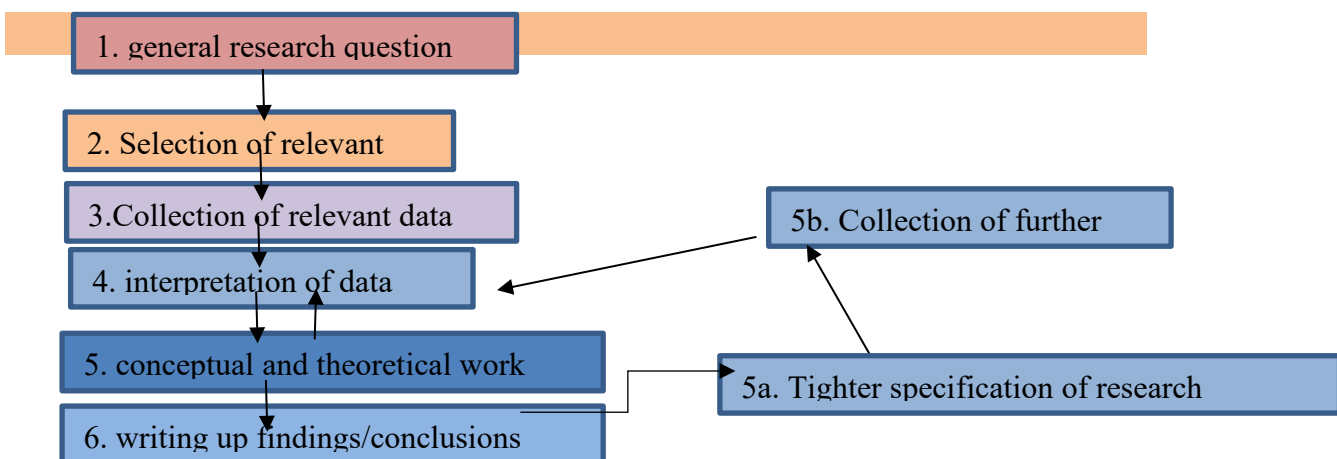 1. general research question
2. Selection of relevant
3.Collection of relevant data
4. interpretation of data
5. conceptual and theoretical work
6. writing up findings/conclusions
5b. Collection of further
5a. Tighter specification of research